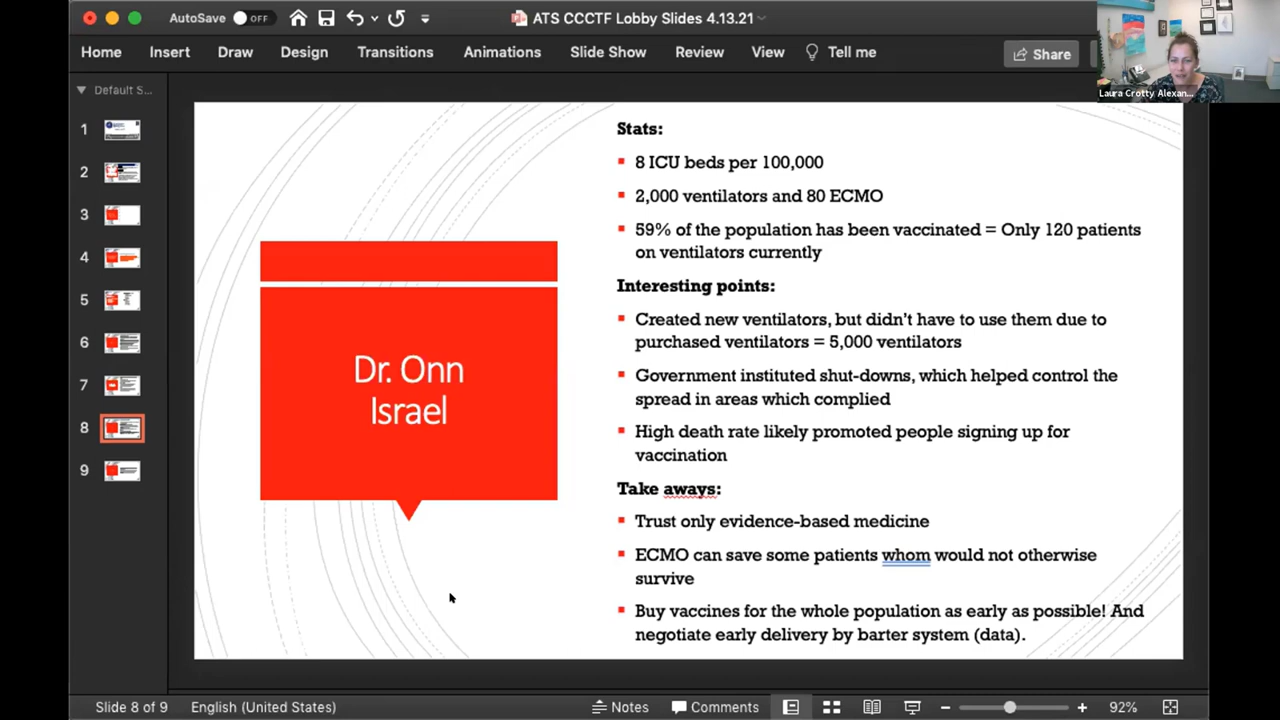 AutoSave OFF
ATS CCCTF Lobby Slides 4.13.21
Home Insert Draw Design Transitions Animations Slide Show Review View Tell me
Share
Laura Crotty Alexan...
Default S...
1
2
3
4
5
6
7
8
9
Dr. Onn
Israel
Stats:
8 ICU beds per 100,000
2,000 ventilators and 80 ECMO
59% of the population has been vaccinated = Only 120 patients
on ventilators currently
Interesting points:
Created new ventilators, but didn't have to use them due to
purchased ventilators = 5,000 ventilators
Government instituted shut-downs, which helped control the
spread in areas which complied
High death rate likely promoted people signing up for
vaccination
Take aways:
Trust only evidence-based medicine
ECMO can save some patients whom would not otherwise
survive
Buy vaccines for the whole population as early as possible! And
negotiate early delivery by barter system (data).
Slide 8 of 9 English (United States) Notes Comments 92%